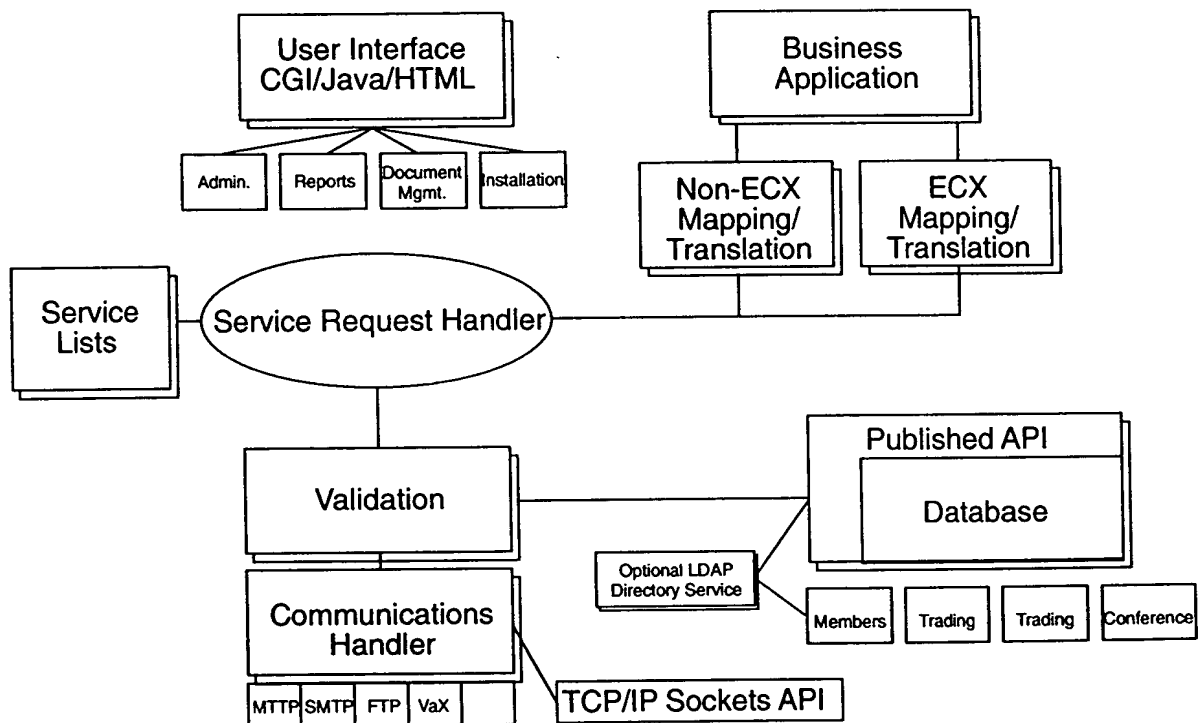 User Interface
CGI/Java/HTML
Business
Application
Admin.
Reports
Document
Mgmt.
Installation
Non-ECX
Mapping/
Translation
ECX
Mapping/
Translation
Service
Lists
Service Request Handler
Published API
Database
Validation
Optional LDAP
Directory Service
Members
Trading
Trading
Conference
Communications
Handler
MTTP
SMTP
FTP
VaX
TCP/IP Sockets API